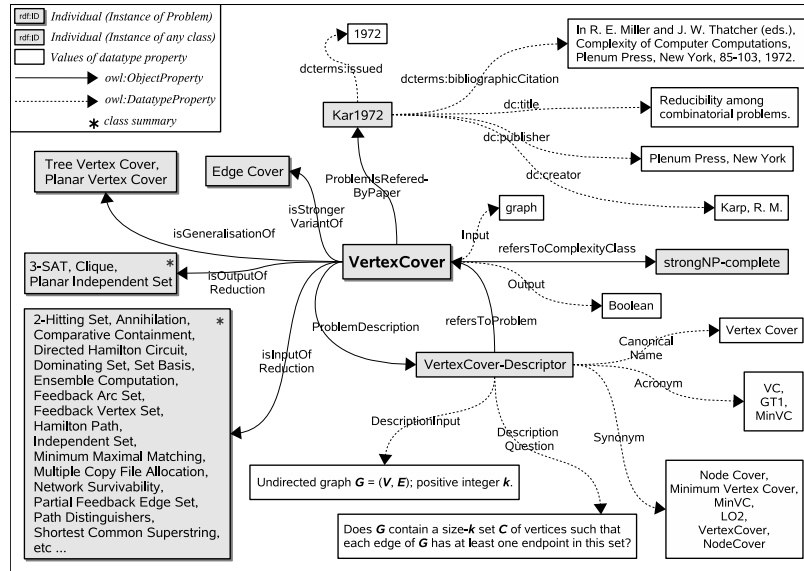 rdf:ID Individual (Instance of Problem)
rdf:ID Individual (Instance of any class)
Values of datatype property
owl:ObjectProperty
owl:DatatypeProperty
* class summary
1972
dcterms:issued
In R. E. Miller and J. W. Thatcher (eds.),
Complexity of Computer Computations,
Plenum Press, New York, 85-103, 1972.
dcterms:bibliographicCitation
Kar1972
dc:title
Reducibility among
combinatorial problems.
dc:publisher
Plenum Press, New York
dc:creator
Karp, R. M.
Tree Vertex Cover,
Planar Vertex Cover
Edge Cover
ProblemIsRefered-
ByPaper
isStronger
VariantOf
isGeneralisationOf
graph
Input
VertexCover
refersToComplexityClass
strongNP-complete
3-SAT, Clique, *
Planar Independent Set
isOutputOf
Reduction
Output
Boolean
ProblemDescription
refersToProblem
isInputOf
Reduction
2-Hitting Set, Annihilation, *
Comparative Containment,
Directed Hamilton Circuit,
Dominating Set, Set Basis,
Ensemble Computation,
Feedback Arc Set,
Feedback Vertex Set,
Hamilton Path,
Independent Set,
Minimum Maximal Matching,
Multiple Copy File Allocation,
Network Survivability,
Partial Feedback Edge Set,
Path Distinguishers,
Shortest Common Superstring,
etc ...
VertexCover-Descriptor
Canonical
Name
Vertex Cover
Acronym
VC,
GT1,
MinVC
Synonym
Node Cover,
Minimum Vertex Cover,
MinVC,
LO2,
VertexCover,
NodeCover
DescriptionInput
Undirected graph G = (V, E); positive integer k.
Description
Question
Does G contain a size-k set C of vertices such that
each edge of G has at least one endpoint in this set?